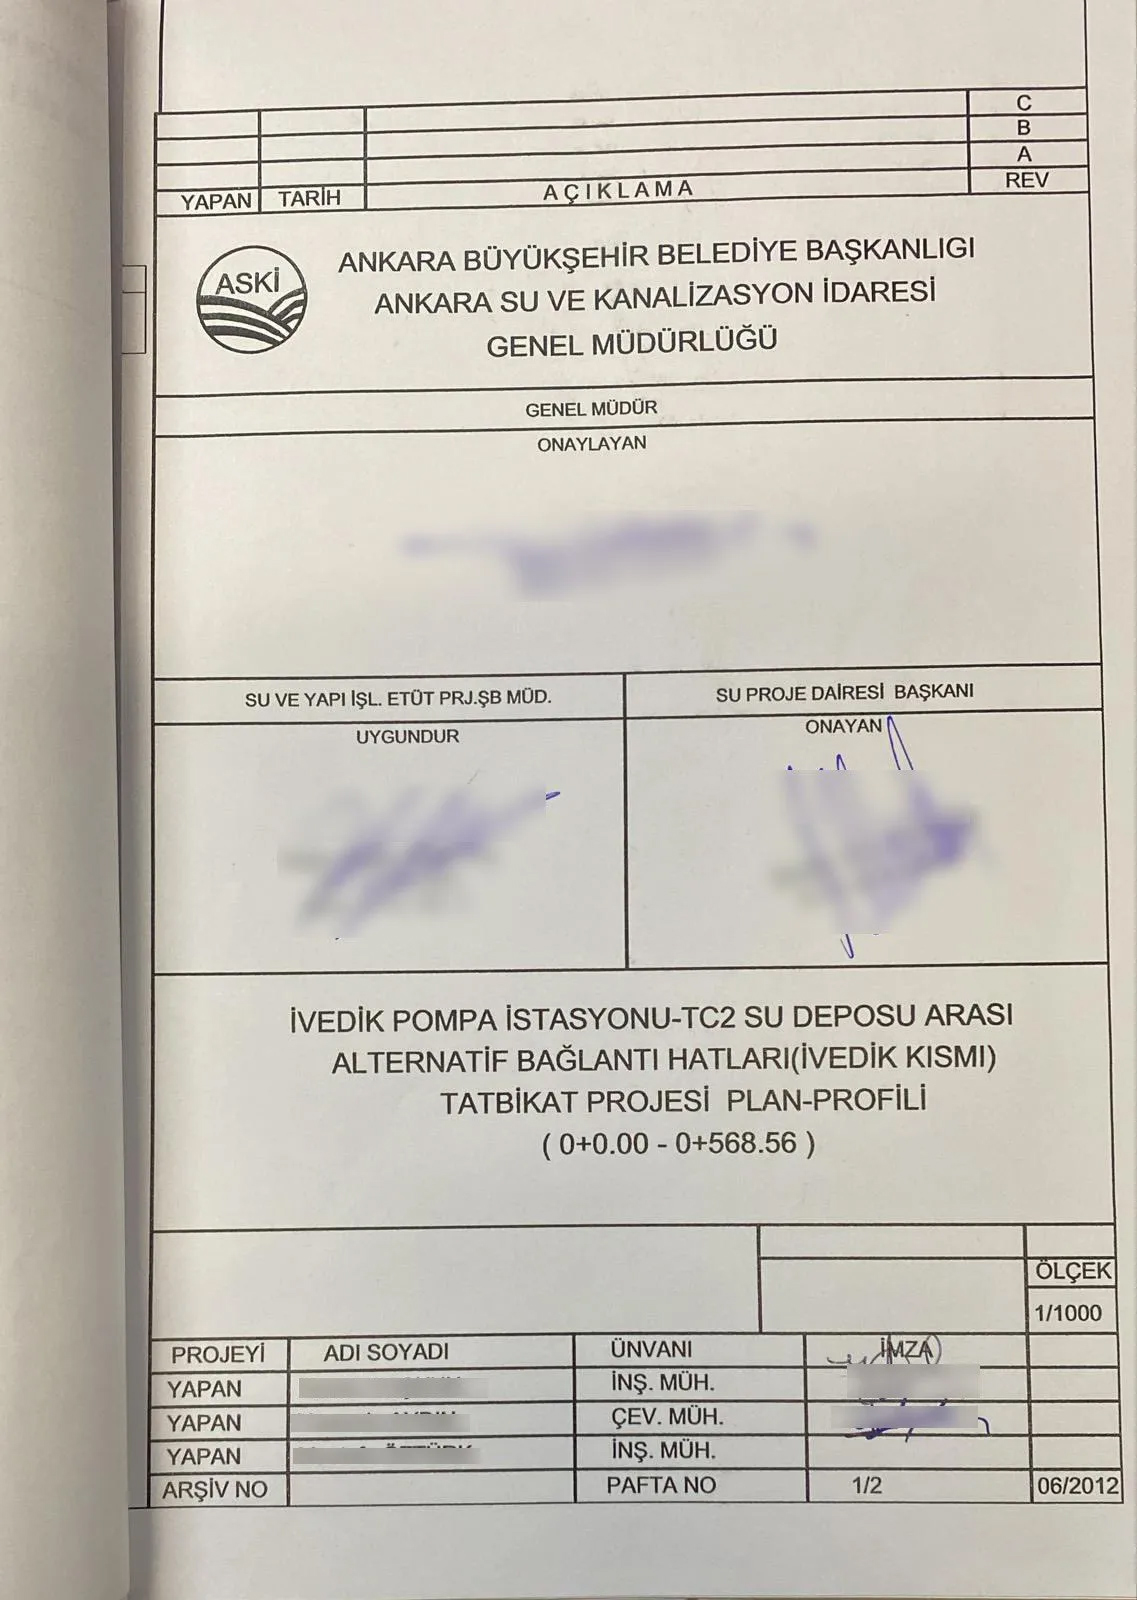 C
B
A
YAPAN TARİH AÇIKLAMA REV
ASKİ
ANKARA BÜYÜKŞEHİR BELEDİYE BAŞKANLIGI
ANKARA SU VE KANALİZASYON İDARESİ
GENEL MÜDÜRLÜĞÜ
GENEL MÜDÜR
ONAYLAYAN
SU VE YAPI İŞL. ETÜT PRJ.ŞB MÜD. SU PROJE DAİRESİ BAŞKANI
UYGUNDUR ONAYAN
İVEDİK POMPA İSTASYONU-TC2 SU DEPOSU ARASI
ALTERNATİF BAĞLANTI HATLARI(İVEDİK KISMI)
TATBİKAT PROJESİ PLAN-PROFİLİ
( 0+0.00 - 0+568.56 )
ÖLÇEK
1/1000
PROJEYİ ADI SOYADI ÜNVANI İMZA
YAPAN İNŞ. MÜH.
YAPAN ÇEV. MÜH.
YAPAN İNŞ. MÜH.
ARŞİV NO PAFTA NO 1/2 06/2012